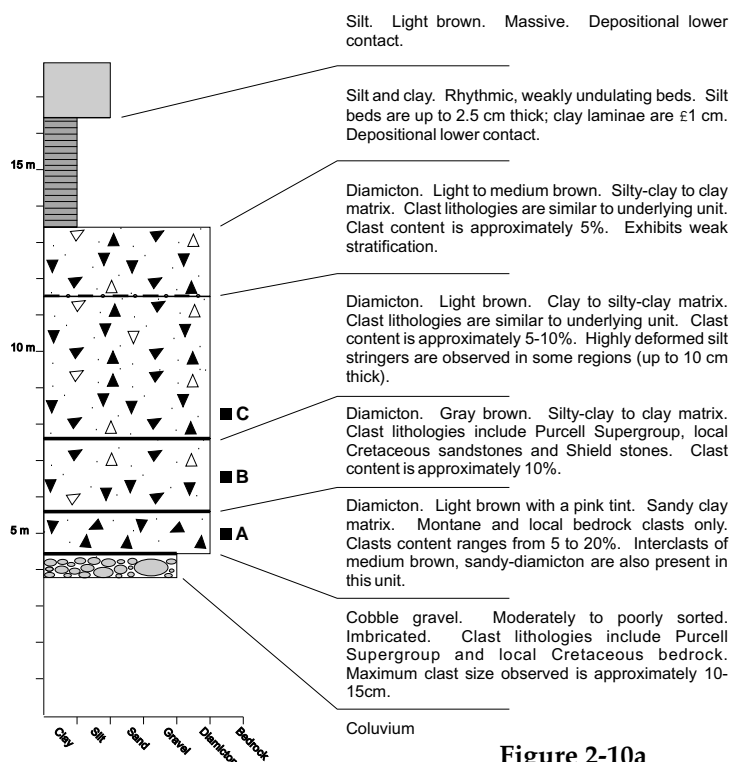 Silt. Light brown. Massive. Depositional lower
contact.
Silt and clay. Rhythmic, weakly undulating beds. Silt
beds are up to 2.5 cm thick; clay laminae are £1 cm.
Depositional lower contact.
15 m
Diamicton. Light to medium brown. Silty-clay to clay
matrix. Clast lithologies are similar to underlying unit.
Clast content is approximately 5%. Exhibits weak
stratification.
Diamicton. Light brown. Clay to silty-clay matrix.
Clast lithologies are similar to underlying unit. Clast
content is approximately 5-10%. Highly deformed silt
stringers are observed in some regions (up to 10 cm
thick).
10 m
C
Diamicton. Gray brown. Silty-clay to clay matrix.
Clast lithologies include Purcell Supergroup, local
Cretaceous sandstones and Shield stones. Clast
content is approximately 10%.
B
Diamicton. Light brown with a pink tint. Sandy clay
matrix. Montane and local bedrock clasts only.
Clasts content ranges from 5 to 20%. Interclasts of
medium brown, sandy-diamicton are also present in
this unit.
5 m
A
Cobble gravel. Moderately to poorly sorted.
Imbricated. Clast lithologies include Purcell
Supergroup and local Cretaceous bedrock.
Maximum clast size observed is approximately 10-
15cm.
Coluvium
Clay
Silt
Sand
Gravel
Diamicton
Bedrock
Figure 2-10a